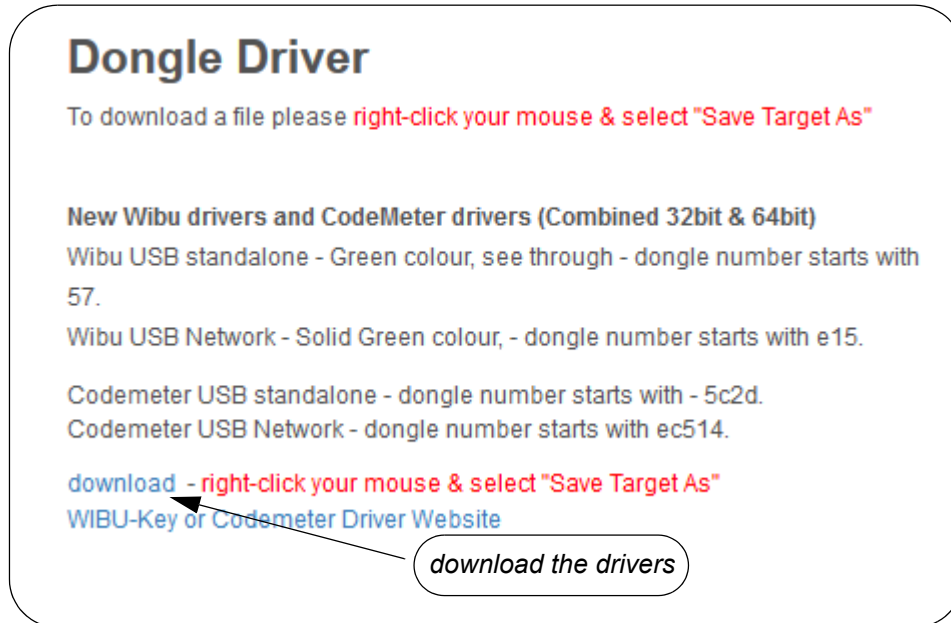 Dongle Driver
To download a file please right-click your mouse & select "Save Target As"
New Wibu drivers and CodeMeter drivers (Combined 32bit & 64bit)
Wibu USB standalone - Green colour, see through - dongle number starts with
57.
Wibu USB Network - Solid Green colour, - dongle number starts with e15.
Codemeter USB standalone - dongle number starts with - 5c2d.
Codemeter USB Network - dongle number starts with ec514.
download - right-click your mouse & select "Save Target As"
WIBU-Key or Codemeter Driver Website
download the drivers